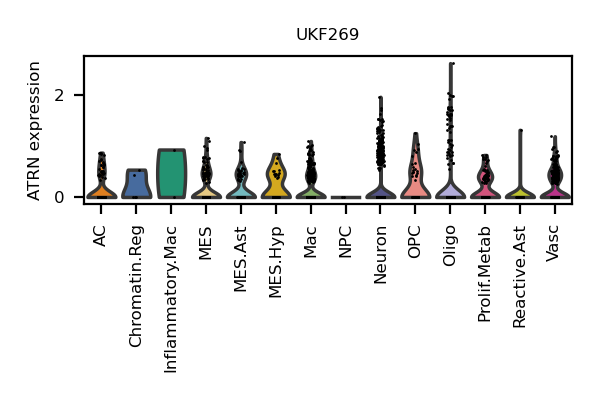 UKF269
ATRN expression
2
0
AC
Chromatin.Reg
Inflammatory.Mac
MES
MES.Ast
MES.Hyp
Mac
NPC
Neuron
OPC
Oligo
Prolif.Metab
Reactive.Ast
Vasc